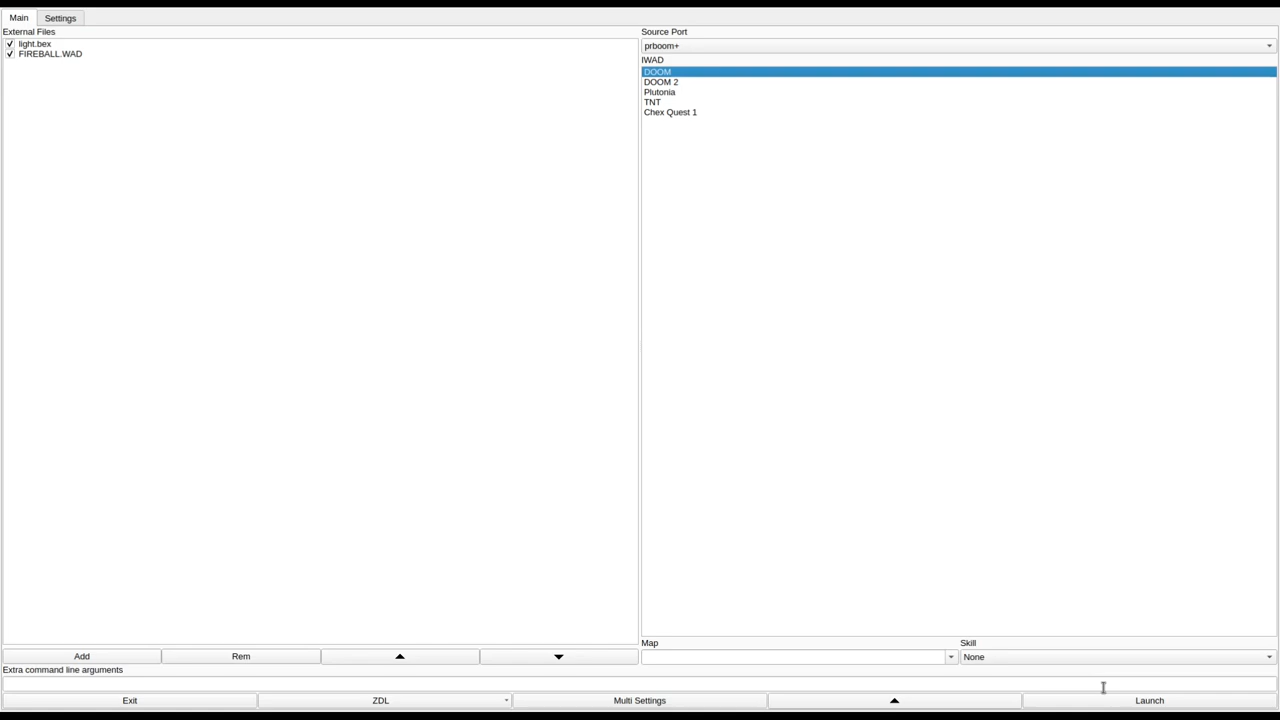 Main Settings
External Files
light.bex
FIREBALL.WAD
Source Port
prboom+
IWAD
DOOM
DOOM 2
Plutonia
TNT
Chex Quest 1
Map Skill
None
Add Rem
Extra command line arguments
Exit ZDL Multi Settings Launch